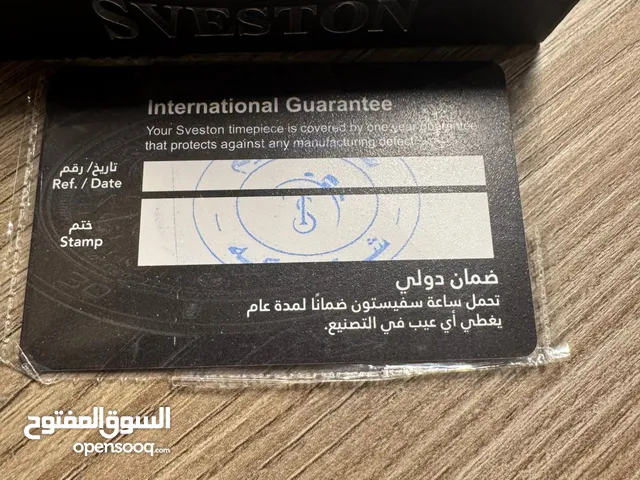 SVESTON
International Guarantee
Your Sveston timepiece is covered by one year guarantee
that protects against any manufacturing defect
تاريخ/ رقم
Ref. / Date
ختم
Stamp
ضمان دولي
تحمل ساعة سفيستون ضمانًا لمدة عام
يغطي أي عيب في التصنيع.
السوق المفتوح
opensooq.com